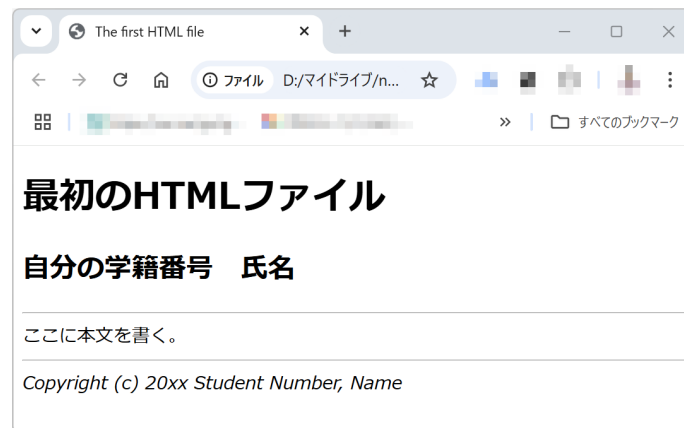 The first HTML file
ファイル D:/マイドライブ/n...
すべてのブックマーク
最初のHTMLファイル
自分の学籍番号　氏名
ここに本文を書く。
Copyright (c) 20xx Student Number, Name